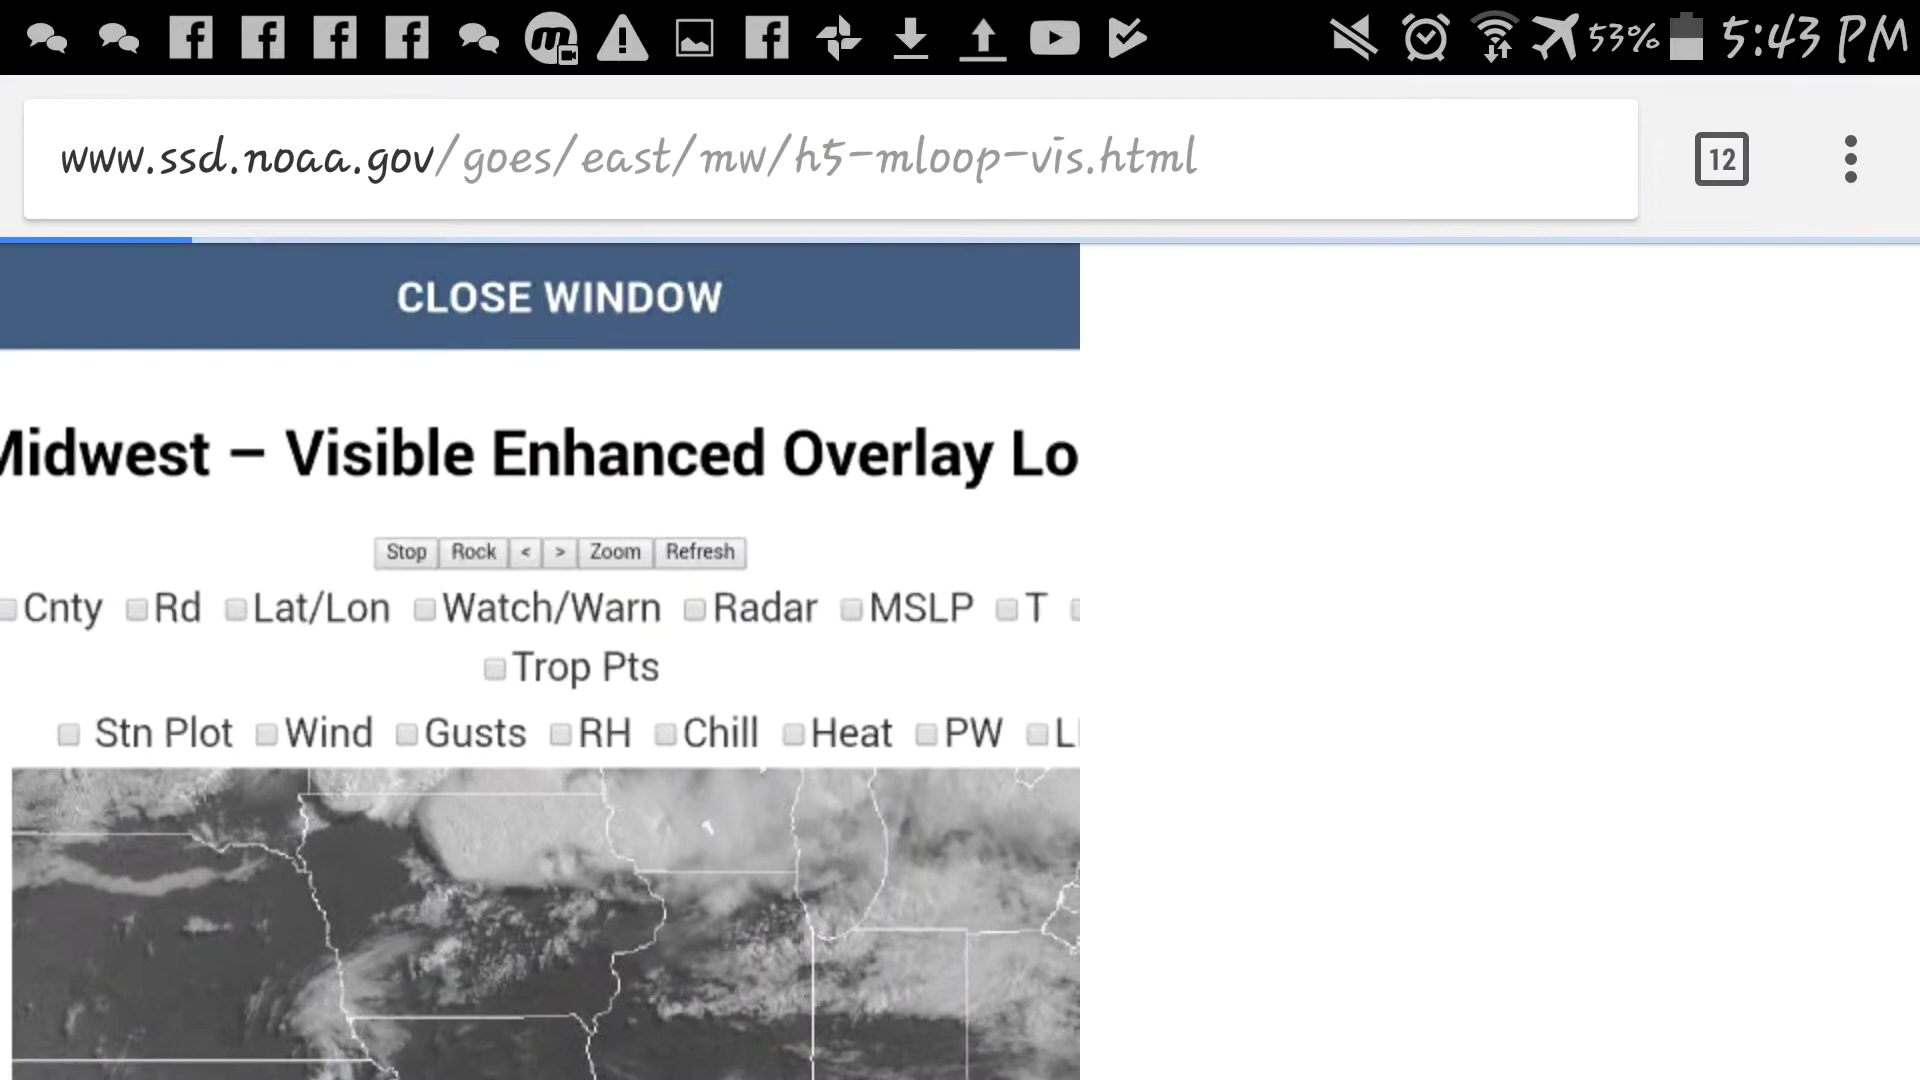 53% 5:43 PM
www.ssd.noaa.gov/goes/east/mw/h5-mloop-vis.html
12
CLOSE WINDOW
Midwest – Visible Enhanced Overlay Lo
Stop Rock < > Zoom Refresh
Cnty Rd Lat/Lon Watch/Warn Radar MSLP T
Trop Pts
Stn Plot Wind Gusts RH Chill Heat PW L